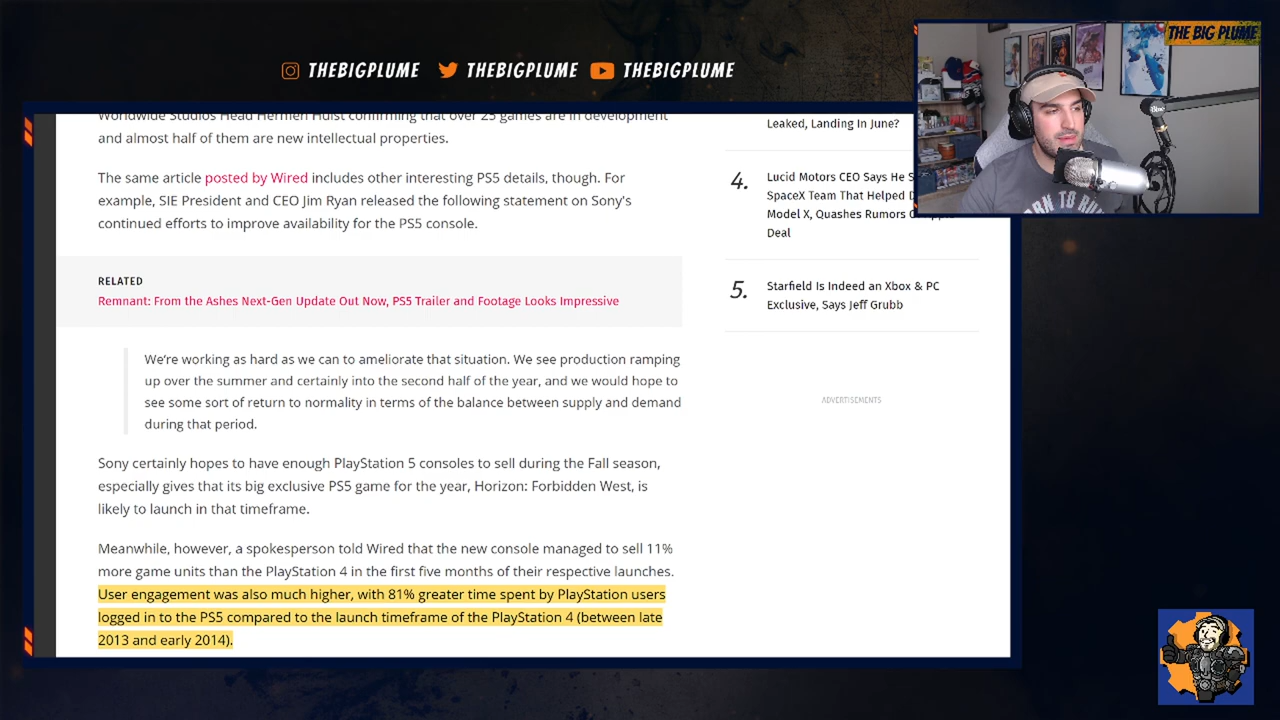 THEBIGPLUME THEBIGPLUME THEBIGPLUME
THE BIG PLUME
Worldwide Studios Head Hermen Hulst confirming that over 25 games are in development
and almost half of them are new intellectual properties.
The same article posted by Wired includes other interesting PS5 details, though. For
example, SIE President and CEO Jim Ryan released the following statement on Sony's
continued efforts to improve availability for the PS5 console.
RELATED
Remnant: From the Ashes Next-Gen Update Out Now, PS5 Trailer and Footage Looks Impressive
We're working as hard as we can to ameliorate that situation. We see production ramping
up over the summer and certainly into the second half of the year, and we would hope to
see some sort of return to normality in terms of the balance between supply and demand
during that period.
Sony certainly hopes to have enough PlayStation 5 consoles to sell during the Fall season,
especially gives that its big exclusive PS5 game for the year, Horizon: Forbidden West, is
likely to launch in that timeframe.
Meanwhile, however, a spokesperson told Wired that the new console managed to sell 11%
more game units than the PlayStation 4 in the first five months of their respective launches.
User engagement was also much higher, with 81% greater time spent by PlayStation users
logged in to the PS5 compared to the launch timeframe of the PlayStation 4 (between late
2013 and early 2014).
Leaked, Landing In June?
4.
Lucid Motors CEO Says He
SpaceX Team That Helped
Model X, Quashes Rumors
Deal
5.
Starfield Is Indeed an Xbox & PC
Exclusive, Says Jeff Grubb
ADVERTISEMENTS